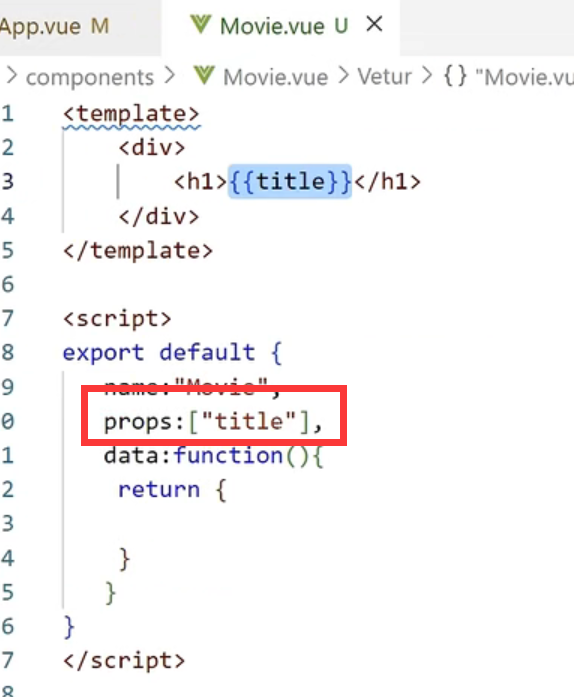 App.vue M Movie.vue U ×
> components > Movie.vue > Vetur > {} "Movie.vu
1 <template>
2 <div>
3 <h1>{{title}}</h1>
4 </div>
5 </template>
6
7 <script>
8 export default {
9 name:"Movie",
0 props:["title"],
1 data:function(){
2 return {
3
4 }
5 }
6 }
7 </script>
8